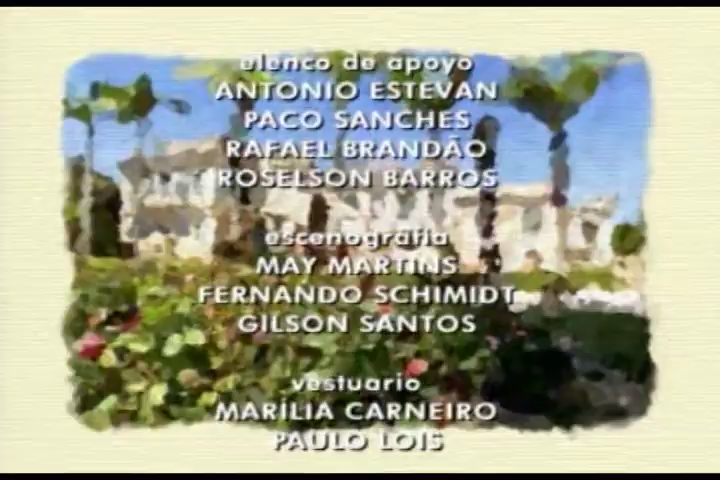 elenco de apoyo
ANTONIO ESTEVAN
PACO SANCHES
RAFAEL BRANDÃO
ROSELSON BARROS
escenografia
MAY MARTINS
FERNANDO SCHIMIDT
GILSON SANTOS
vestuario
MARÍLIA CARNEIRO
PAULO LOIS